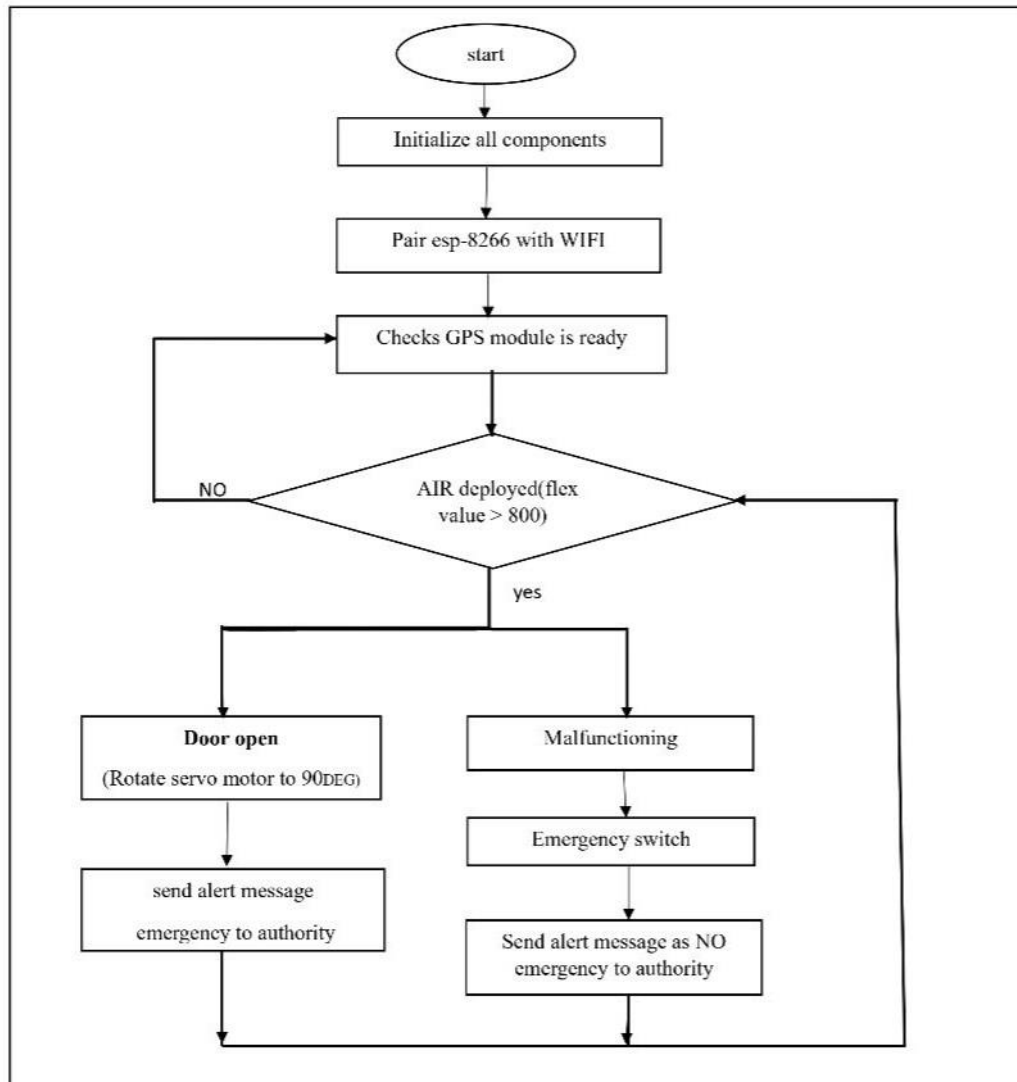 start
Initialize all components
Pair esp-8266 with WIFI
Checks GPS module is ready
NO
AIR deployed(flex
value > 800)
yes
Door open
(Rotate servo motor to 90DEG)
send alert message
emergency to authority
Malfunctioning
Emergency switch
Send alert message as NO
emergency to authority